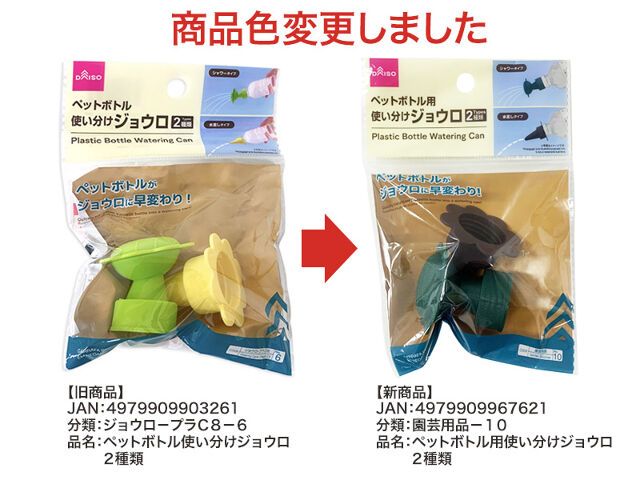 商品色変更しました
DAISO
シャワータイプ
水差しタイプ
ペットボトル
使い分けジョウロ 2 Types 種類
Plastic Bottle Watering Can
ペットボトルが
ジョウロに早変わり!
6
DAISO
シャワータイプ
水差しタイプ
ペットボトル用
使い分けジョウロ 2 Types 種類
Plastic Bottle Watering Can
ペットボトルが
ジョウロに早変わり!
10
【旧商品】
JAN:4979909903261
分類:ジョウロープラC8-6
品名:ペットボトル使い分けジョウロ
2種類
【新商品】
JAN:4979909967621
分類:園芸用品-10
品名:ペットボトル用使い分けジョウロ
2種類